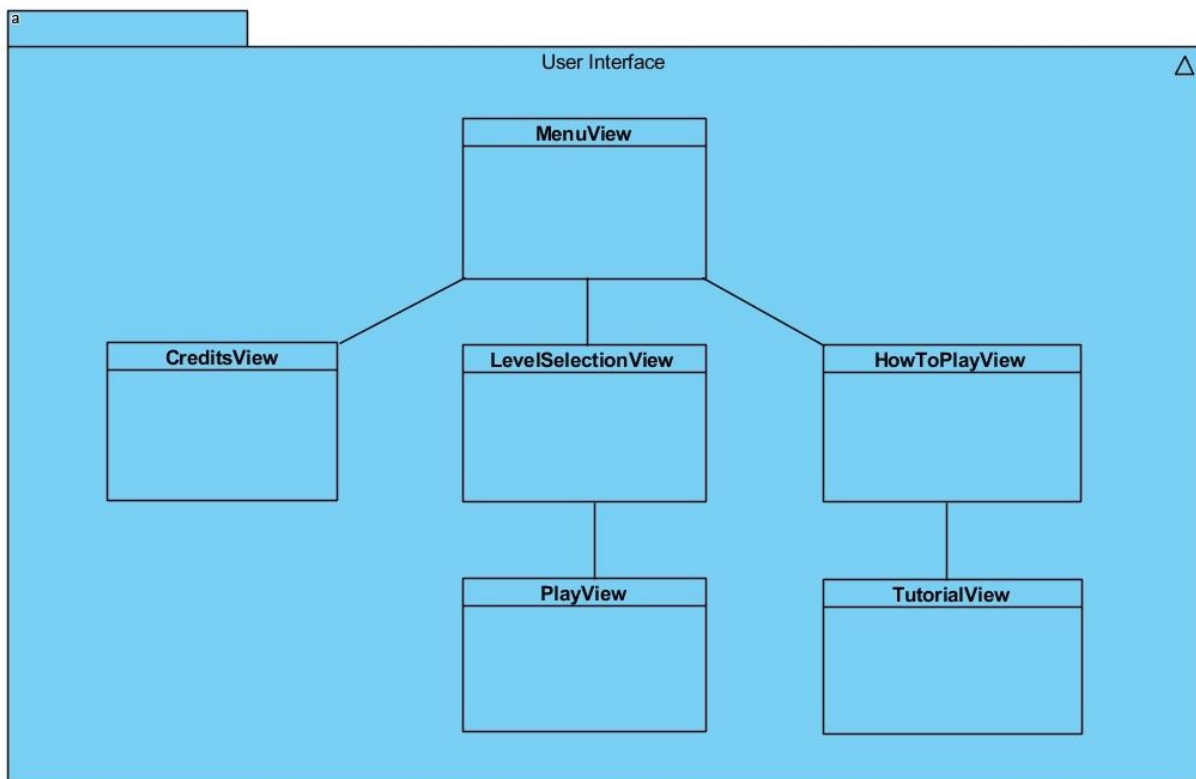 a
User Interface
MenuView
CreditsView
LevelSelectionView
HowToPlayView
PlayView
TutorialView